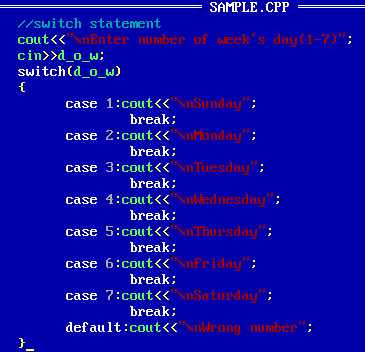 SAMPLE.CPP
//switch statement
cout<<"\nEnter number of week's day(1-7)";
cin>>d_o_w;
switch(d_o_w)
{
case 1:cout<<"\nSunday";
break;
case 2:cout<<"\nMonday";
break;
case 3:cout<<"\nTuesday";
break;
case 4:cout<<"\nWednesday";
break;
case 5:cout<<"\nThursday";
break;
case 6:cout<<"\nFriday";
break;
case 7:cout<<"\nSaturday";
break;
default:cout<<"\nWrong number";
}_